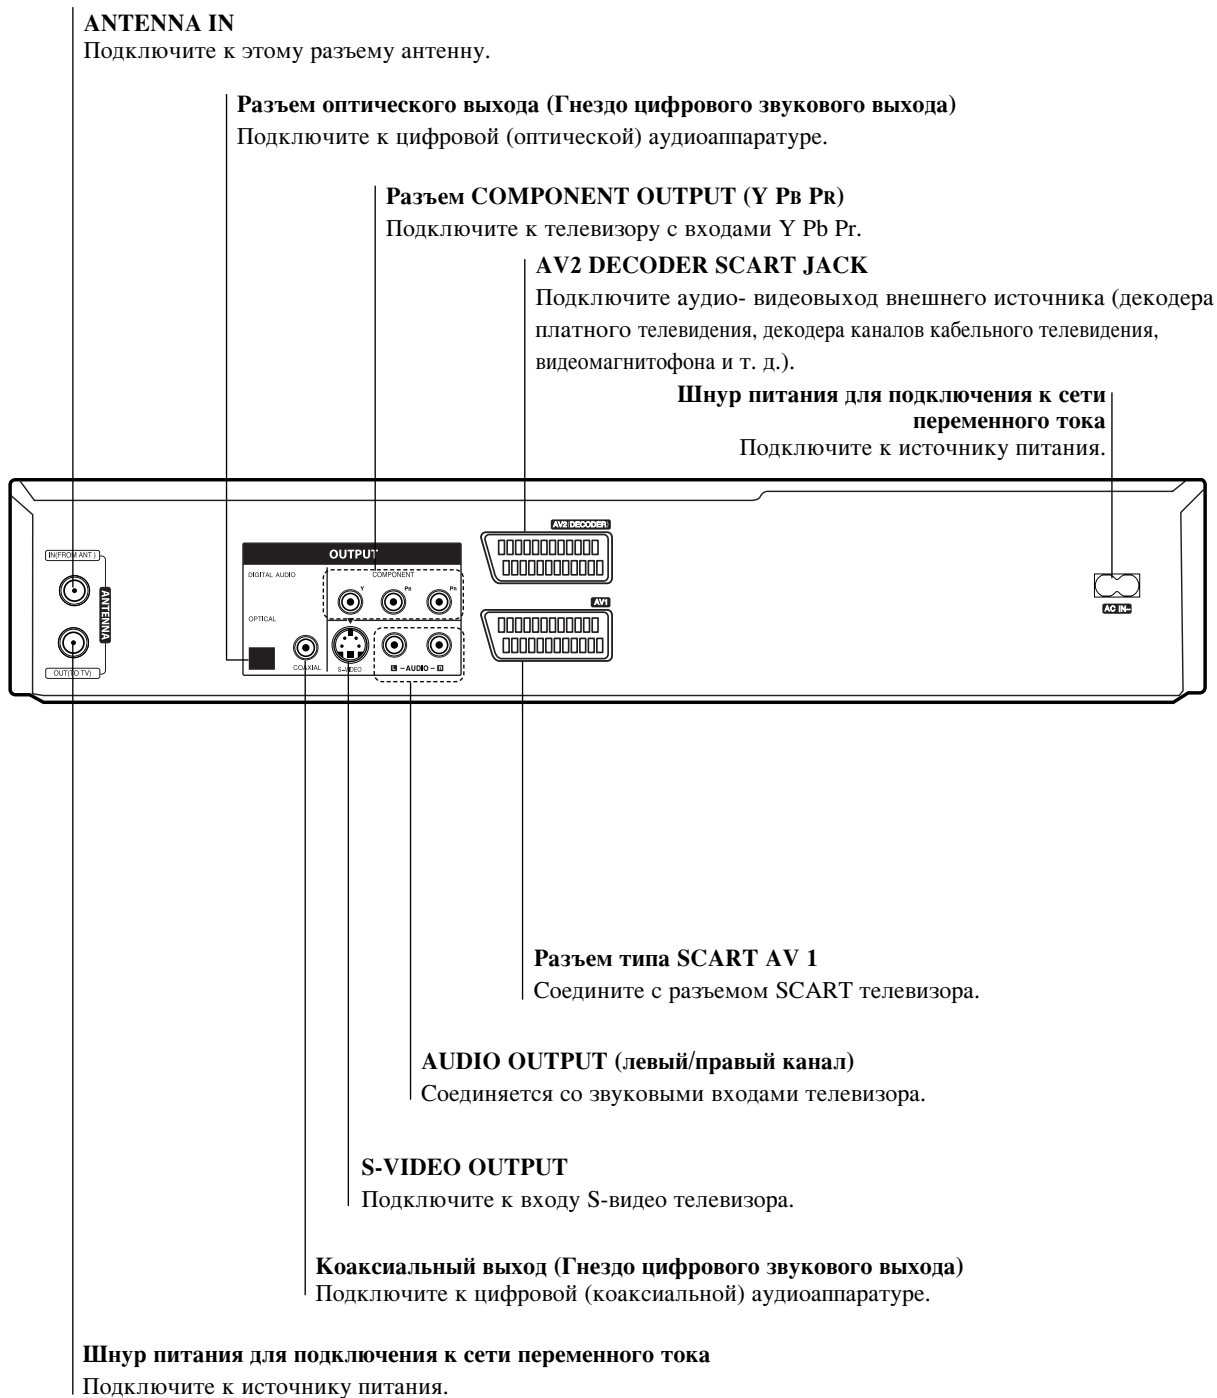 ANTENNA IN
Подключите к этому разъему антенну.
Разъем оптического выхода (Гнездо цифрового звукового выхода)
Подключите к цифровой (оптической) аудиоаппаратуре.
Разъем COMPONENT OUTPUT (Y PB PR)
Подключите к телевизору с входами Y Pb Pr.
AV2 DECODER SCART JACK
Подключите аудио- видеовыход внешнего источника (декодера
платного телевидения, декодера каналов кабельного телевидения,
видеомагнитофона и т. д.).
Шнур питания для подключения к сети
переменного тока
Подключите к источнику питания.
IN(FROM ANT.)
ANTENNA
OUT(TO TV)
OUTPUT
DIGITAL AUDIO
COMPONENT
Y
PB
PR
OPTICAL
COAXIAL
S-VIDEO
L – AUDIO – R
AV2(DECODER)
AV1
AC IN~
Разъем типа SCART AV 1
Соедините с разъемом SCART телевизора.
AUDIO OUTPUT (левый/правый канал)
Соединяется со звуковыми входами телевизора.
S-VIDEO OUTPUT
Подключите к входу S-видео телевизора.
Коаксиальный выход (Гнездо цифрового звукового выхода)
Подключите к цифровой (коаксиальной) аудиоаппаратуре.
Шнур питания для подключения к сети переменного тока
Подключите к источнику питания.